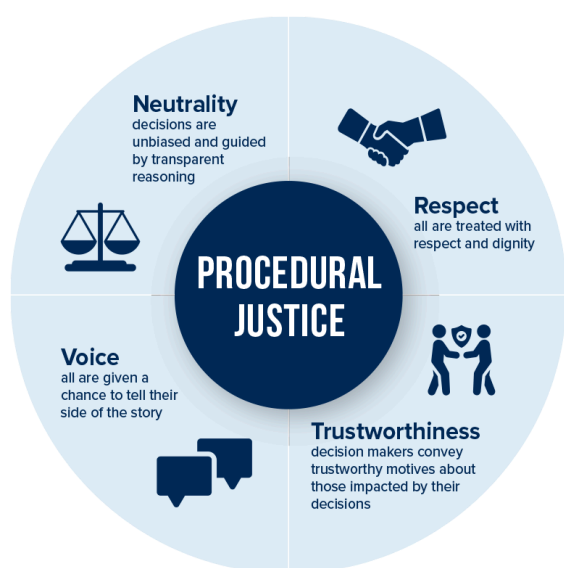 Neutrality
decisions are
unbiased and guided
by transparent
reasoning
Respect
all are treated with
respect and dignity
PROCEDURAL
JUSTICE
Voice
all are given a
chance to tell their
side of the story
Trustworthiness
decision makers convey
trustworthy motives about
those impacted by their
decisions